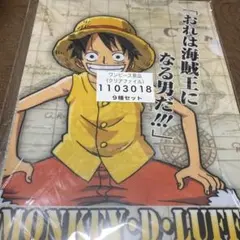 「おれは海賊王に
なる男だ!!!」
ワンピース景品
(クリアファイル)
1103018
9種セット
MONKEY・D・LUFF